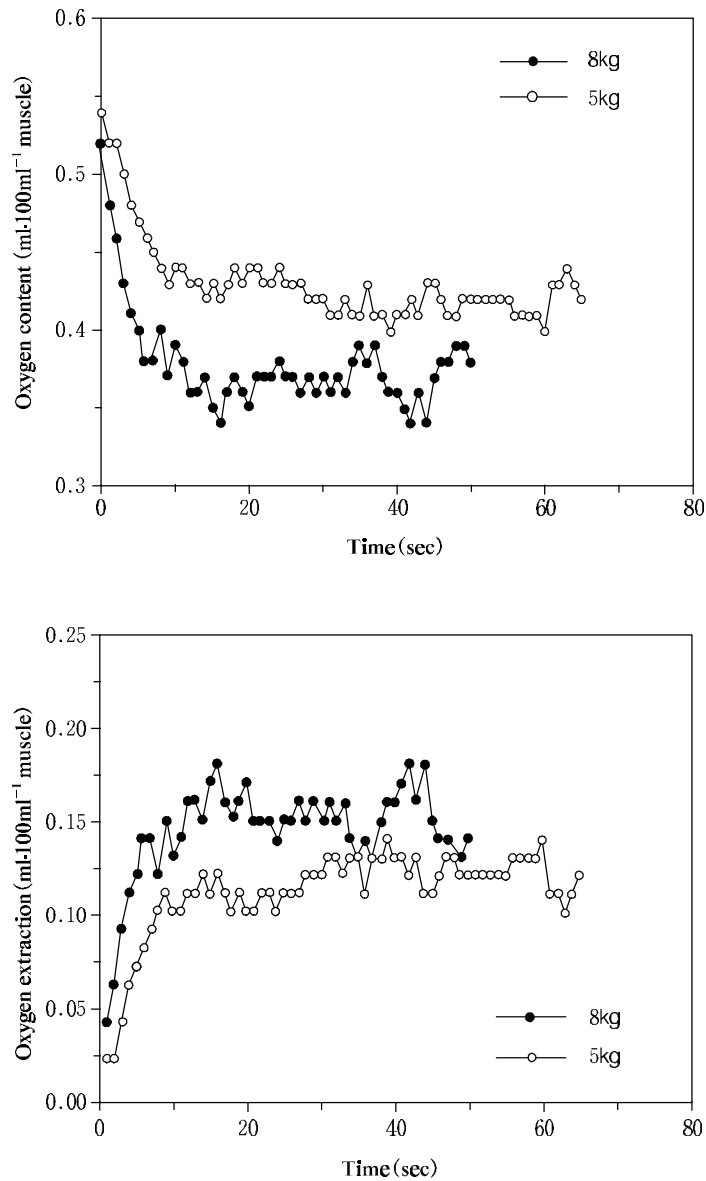 0.6
8kg
5kg
0.5
0.4
0.3
Oxygen content (ml·100ml⁻¹ muscle)
0
20
40
60
80
Time (sec)
0.25
0.20
0.15
0.10
0.05
0.00
Oxygen extraction (ml·100ml⁻¹ muscle)
8kg
5kg
0
20
40
60
80
Time (sec)